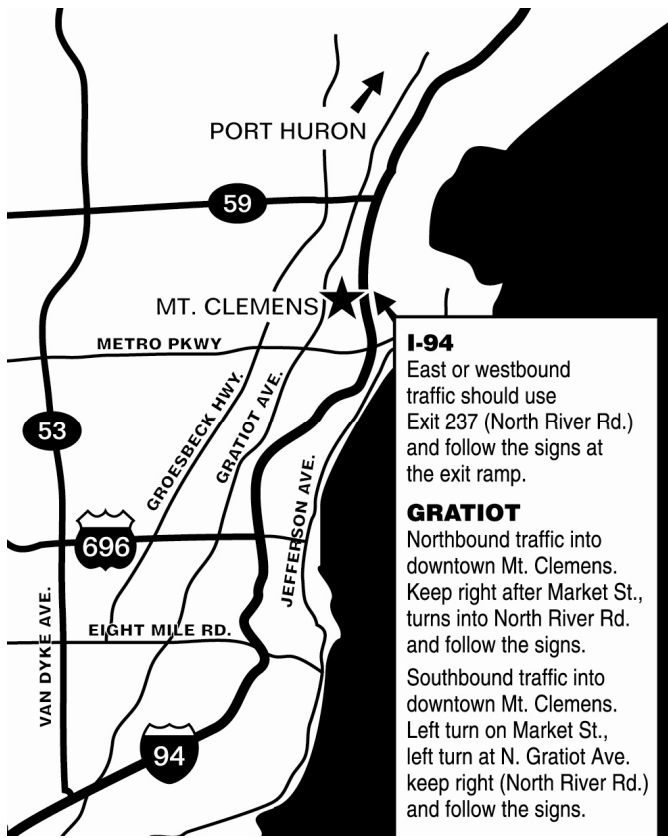 PORT HURON
59
MT. CLEMENS
METRO PKWY
GROESBECK HWY.
GRATIOT AVE.
53
JEFFERSON AVE.
696
EIGHT MILE RD.
VAN DYKE AVE.
94
I-94
East or westbound
traffic should use
Exit 237 (North River Rd.)
and follow the signs at
the exit ramp.
GRATIOT
Northbound traffic into
downtown Mt. Clemens.
Keep right after Market St.,
turns into North River Rd.
and follow the signs.
Southbound traffic into
downtown Mt. Clemens.
Left turn on Market St.,
left turn at N. Gratiot Ave.
keep right (North River Rd.)
and follow the signs.